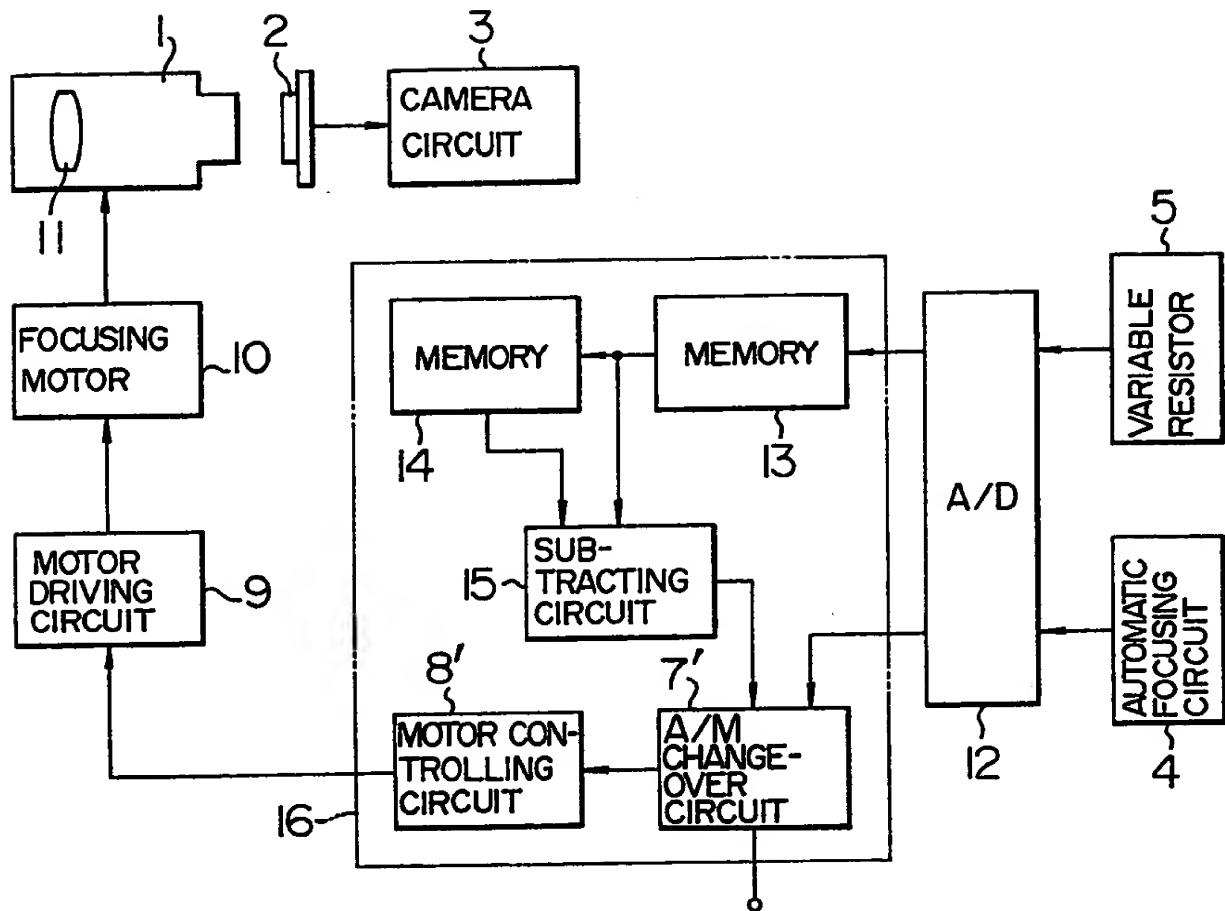 1
2
3
CAMERA
CIRCUIT
11
5
VARIABLE
RESISTOR
FOCUSING
MOTOR
10
MEMORY
14
MEMORY
13
A/D
12
MOTOR
DRIVING
CIRCUIT
9
SUB-
TRACTING
CIRCUIT
15
AUTOMATIC
FOCUSING
CIRCUIT
4
8'
MOTOR CON-
TROLLING
CIRCUIT
7'
A/M
CHANGE-
OVER
CIRCUIT
16